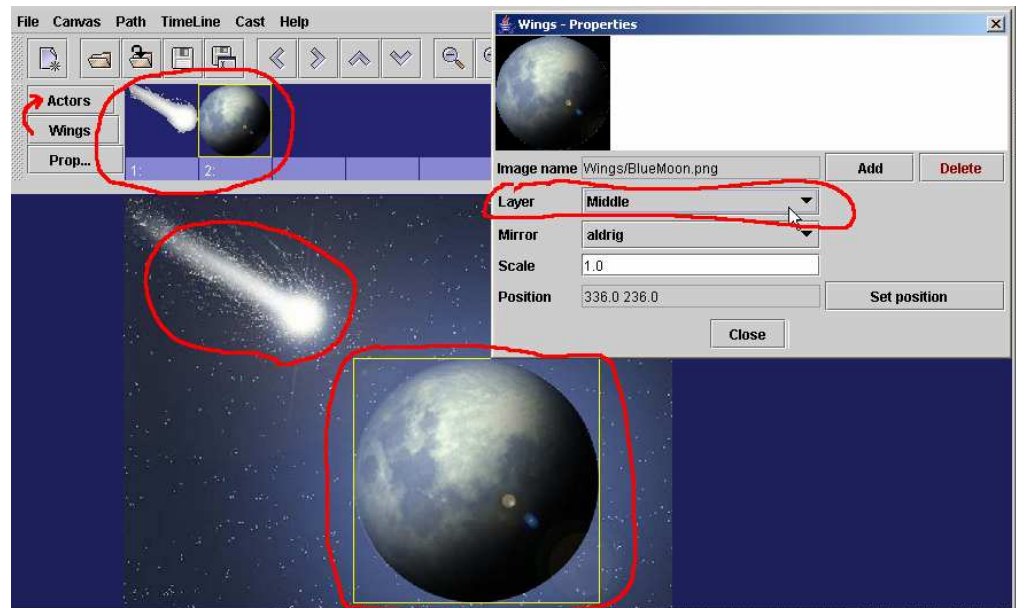 File Canvas Path TimeLine Cast Help
Wings - Properties
Actors
Wings
Prop...
1: 2:
Image name Wings/BlueMoon.png Add Delete
Layer Middle
Mirror aldrig
Scale 1.0
Position 336.0 236.0 Set position
Close